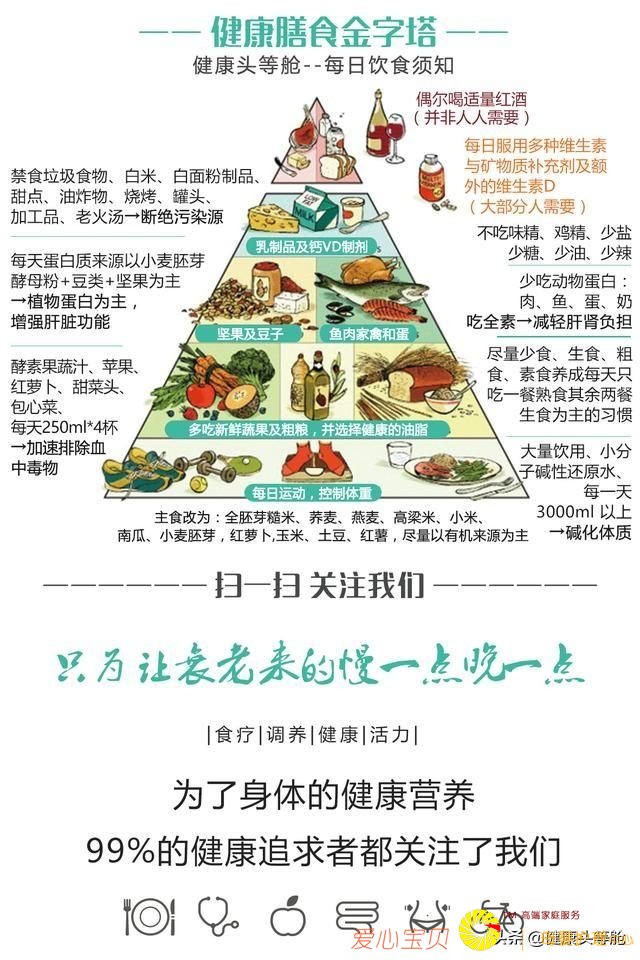 健康膳食金字塔
健康头等舱--每日饮食须知
偶尔喝适量红酒
（并非人人需要）
每日服用多种维生素
与矿物质补充剂及额
外的维生素D
（大部分人需要）
禁食垃圾食物、白米、白面粉制品、
甜点、油炸物、烧烤、罐头、
加工品、老火汤→断绝污染源
LOW FAT
MILK
乳制品及钙VD制剂
不吃味精、鸡精、少盐
少糖、少油、少辣
每天蛋白质来源以小麦胚芽
酵母粉+豆类+坚果为主
→植物蛋白为主，
增强肝脏功能
坚果及豆子
鱼肉家禽和蛋
少吃动物蛋白：
肉、鱼、蛋、奶
吃全素→减轻肝肾负担
酵素果蔬汁、苹果、
红萝卜、甜菜头、
包心菜、
每天250ml*4杯
→加速排除血
中毒物
多吃新鲜蔬果及粗粮，并选择健康的油脂
尽量少食、生食、粗
食、素食养成每天只
吃一餐熟食其余两餐
生食为主的习惯
每日运动，控制体重
大量饮用、小分
子碱性还原水、
每一天
3000ml 以上
→碱化体质
主食改为：全胚芽糙米、荞麦、燕麦、高梁米、小米、
南瓜、小麦胚芽，红萝卜,玉米、土豆、红薯，尽量以有机来源为主
扫一扫 关注我们
只为让衰老来的慢一点晚一点
|食疗|调养|健康|活力|
为了身体的健康营养
99%的健康追求者都关注了我们
高端家庭服务
爱心宝贝
头条@健康头等舱